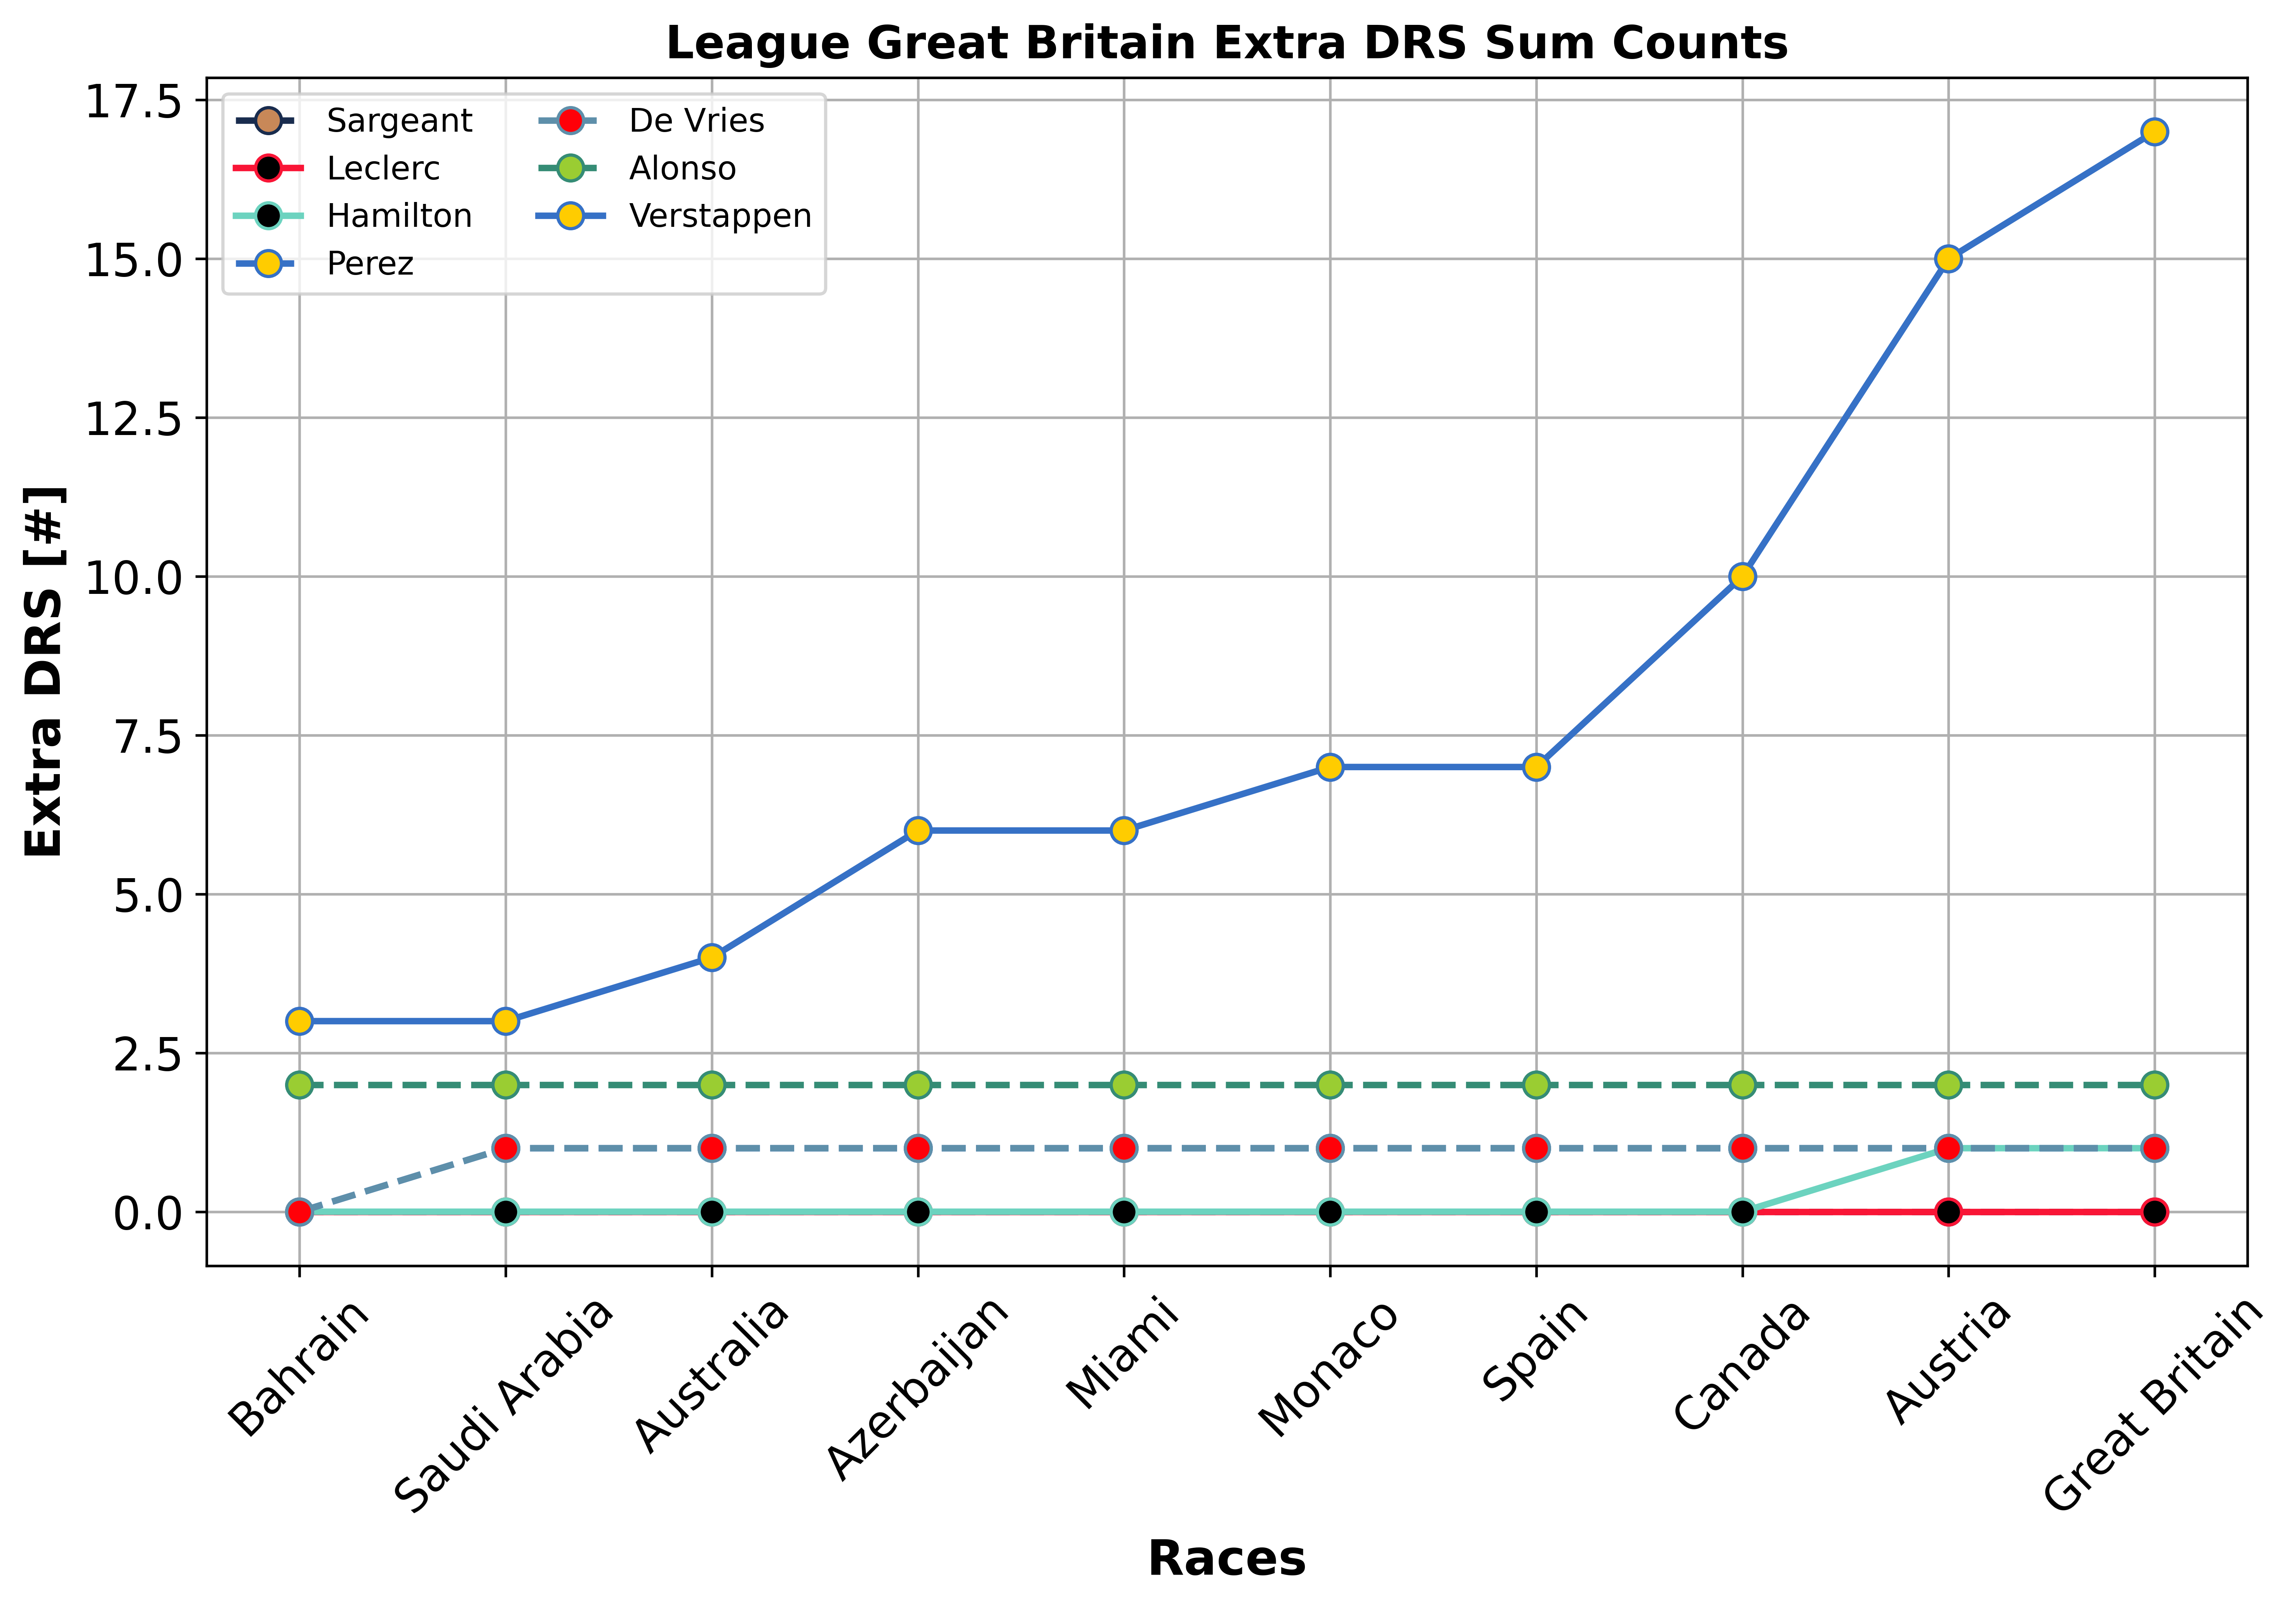 League Great Britain Extra DRS Sum Counts
Sargeant
Leclerc
Hamilton
Perez
De Vries
Alonso
Verstappen
Extra DRS [#]
17.5
15.0
12.5
10.0
7.5
5.0
2.5
0.0
Bahrain
Saudi Arabia
Australia
Azerbaijan
Miami
Monaco
Spain
Canada
Austria
Great Britain
Races